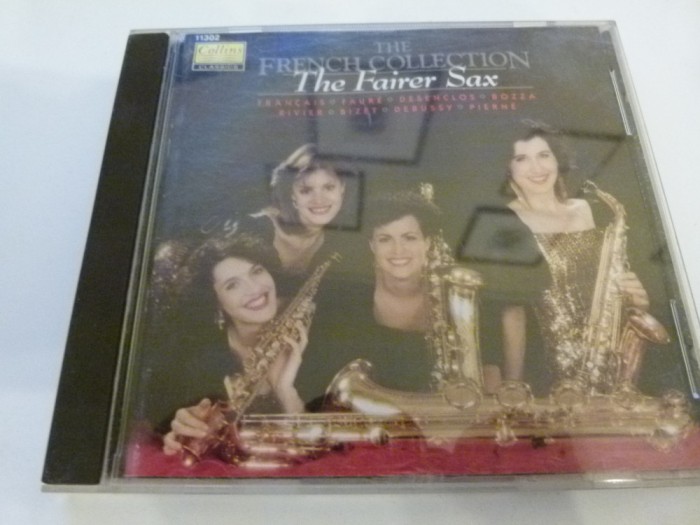 11302
Collins
CLASSICS
THE
FRENCH COLLECTION
The Fairer Sax
FRANÇAIX ☆ FAURÉ ☆ DESENCLOS ☆ BOZZA
RIVIER ☆ BIZET ☆ DEBUSSY ☆ PIERNÉ